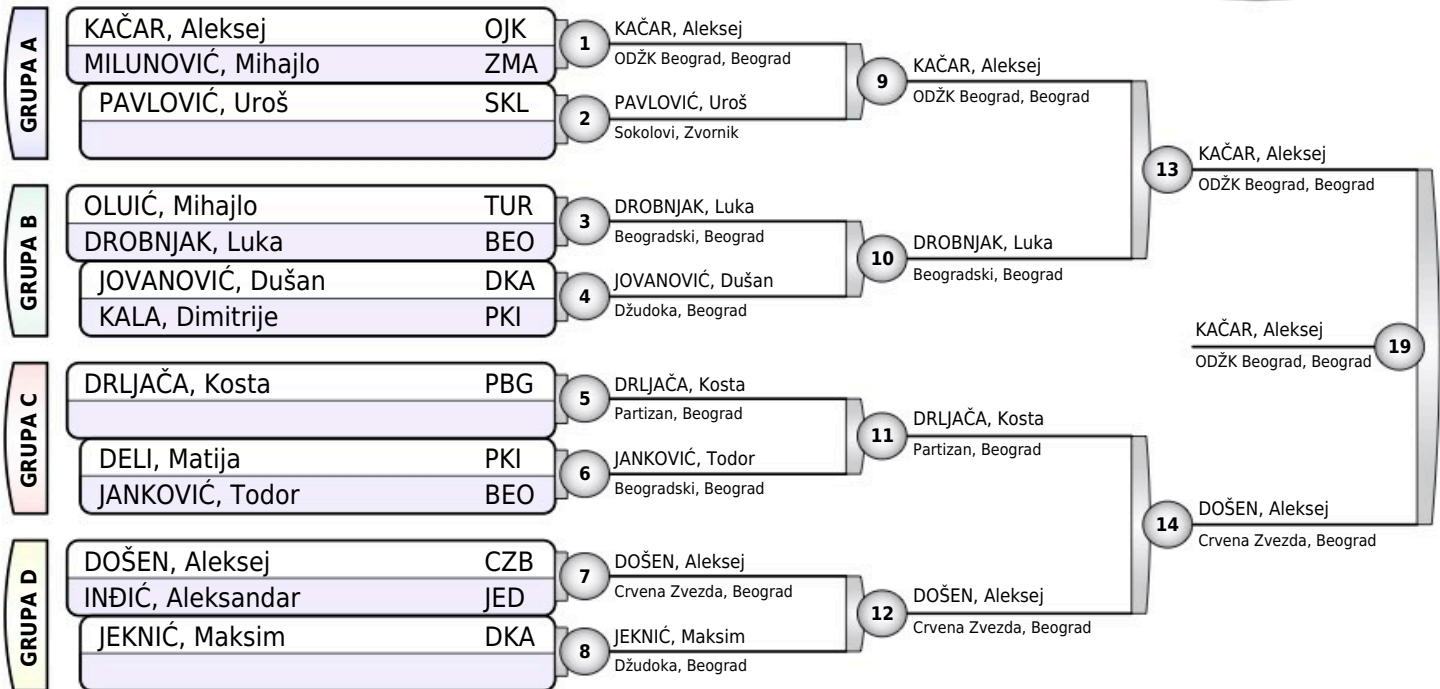 GRUPA A
KAČAR, Aleksej OJK
MILUNOVIĆ, Mihajlo ZMA
PAVLOVIĆ, Uroš SKL
1
KAČAR, Aleksej
ODŽK Beograd, Beograd
2
PAVLOVIĆ, Uroš
Sokolovi, Zvornik
9
KAČAR, Aleksej
ODŽK Beograd, Beograd
GRUPA B
OLUIĆ, Mihajlo TUR
DROBNJAK, Luka BEO
JOVANOVIĆ, Dušan DKA
KALA, Dimitrije PKI
3
DROBNJAK, Luka
Beogradski, Beograd
4
JOVANOVIĆ, Dušan
Džudoka, Beograd
10
DROBNJAK, Luka
Beogradski, Beograd
13
KAČAR, Aleksej
ODŽK Beograd, Beograd
GRUPA C
DRLJAČA, Kosta PBG
DELI, Matija PKI
JANKOVIĆ, Todor BEO
5
DRLJAČA, Kosta
Partizan, Beograd
6
JANKOVIĆ, Todor
Beogradski, Beograd
11
DRLJAČA, Kosta
Partizan, Beograd
GRUPA D
DOŠEN, Aleksej CZB
INĐIĆ, Aleksandar JED
JEKNIĆ, Maksim DKA
7
DOŠEN, Aleksej
Crvena Zvezda, Beograd
8
JEKNIĆ, Maksim
Džudoka, Beograd
12
DOŠEN, Aleksej
Crvena Zvezda, Beograd
14
DOŠEN, Aleksej
Crvena Zvezda, Beograd
KAČAR, Aleksej
ODŽK Beograd, Beograd
19